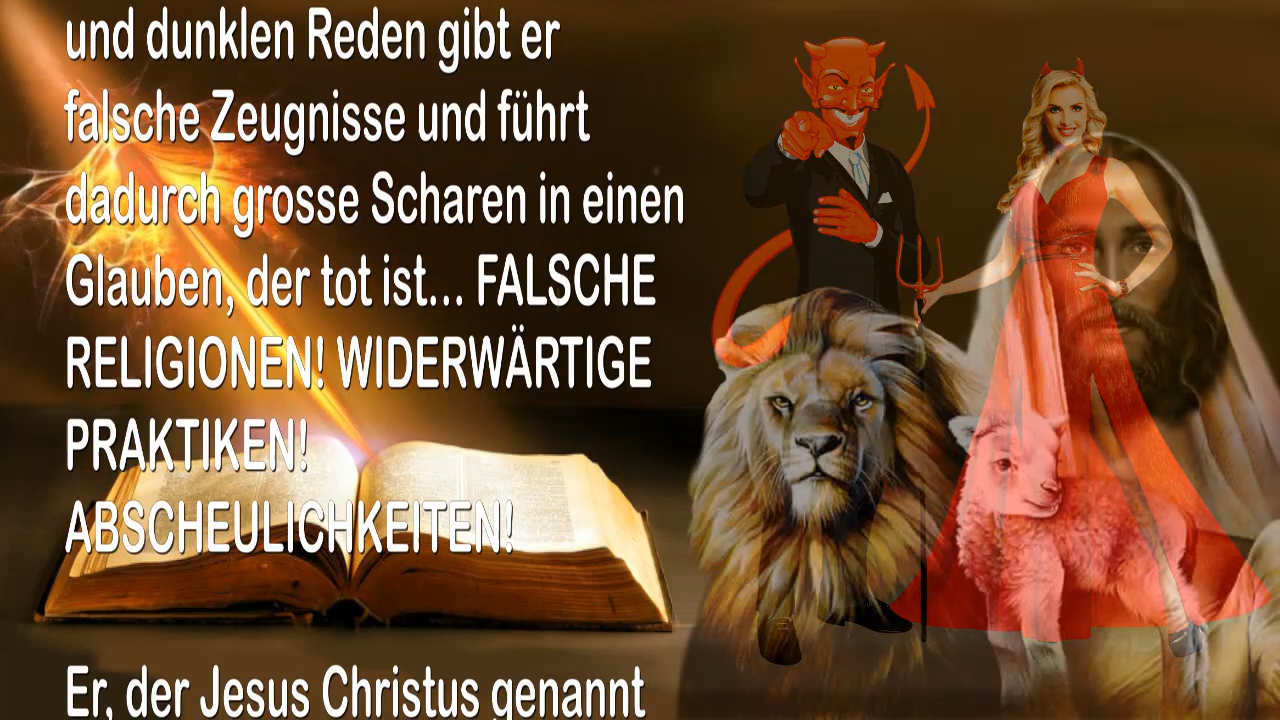 und dunklen Reden gibt er
falsche Zeugnisse und führt
dadurch grosse Scharen in einen
Glauben, der tot ist... FALSCHE
RELIGIONEN! WIDERWÄRTIGE
PRAKTIKEN!
ABSCHEULICHKEITEN!
Er, der Jesus Christus genannt